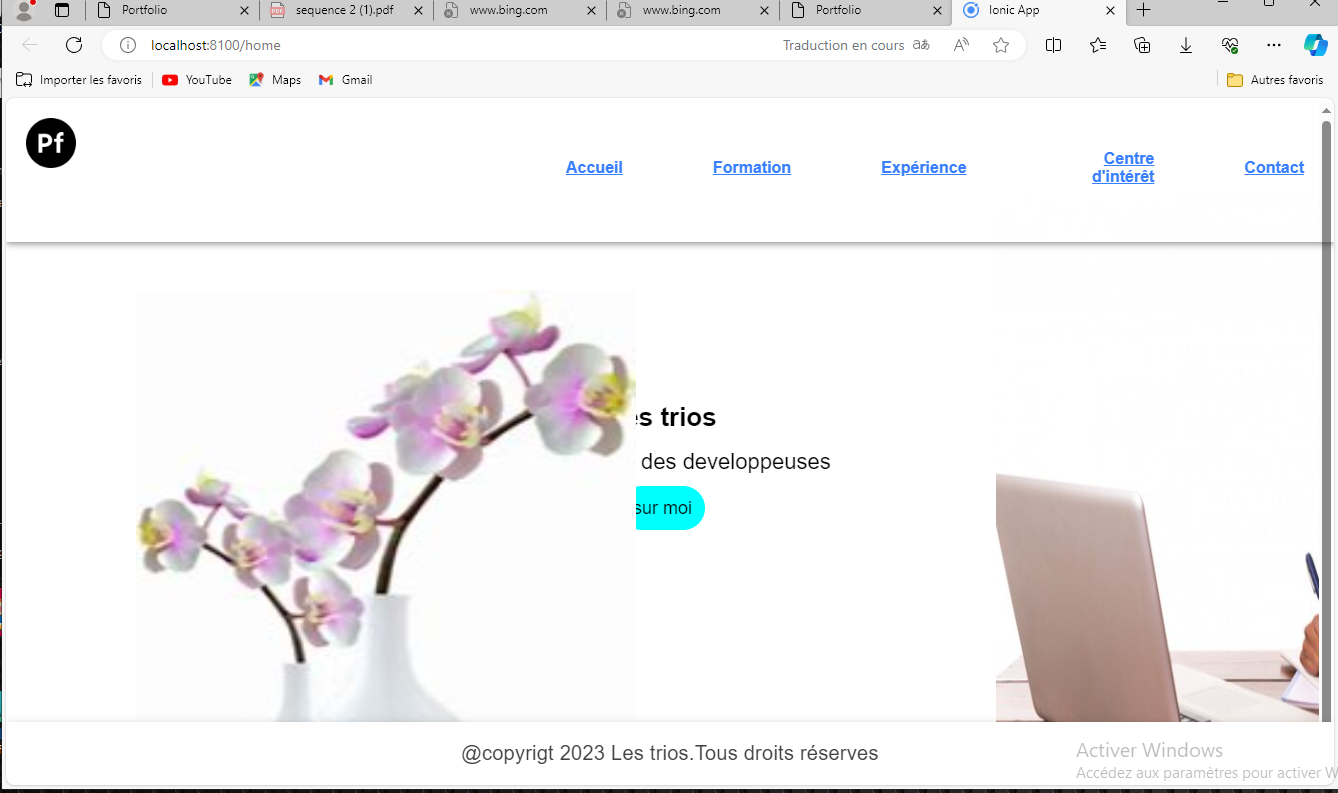 Portfolio
sequence 2 (1).pdf
www.bing.com
www.bing.com
Portfolio
Ionic App
localhost:8100/home
Traduction en cours
Importer les favoris
YouTube
Maps
Gmail
Autres favoris
Pf
Accueil
Formation
Expérience
Centre
d'intérêt
Contact
es trios
des developpeuses
sur moi
@copyrigt 2023 Les trios.Tous droits réserves
Activer Windows
Accédez aux paramètres pour activer W